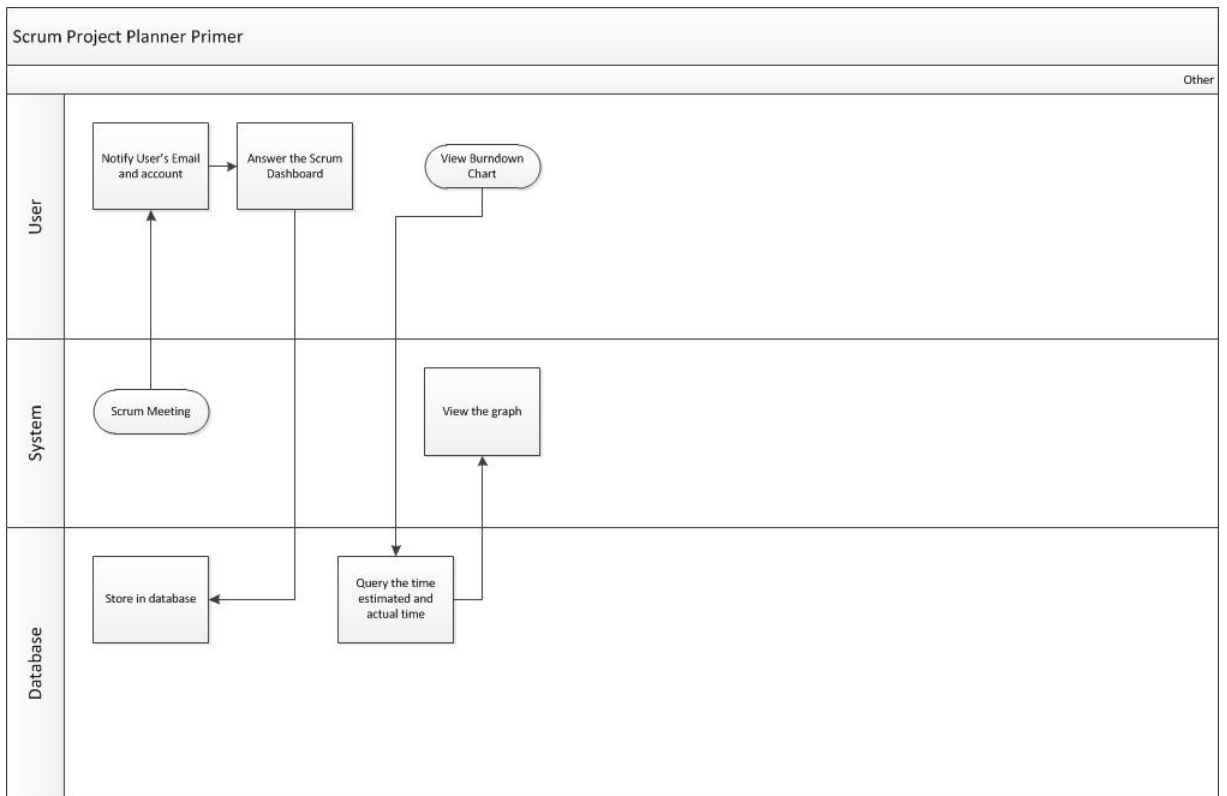 Scrum Project Planner Primer
Other
User
Notify User's Email
and account
Answer the Scrum
Dashboard
View Burndown
Chart
System
Scrum Meeting
View the graph
Database
Store in database
Query the time
estimated and
actual time